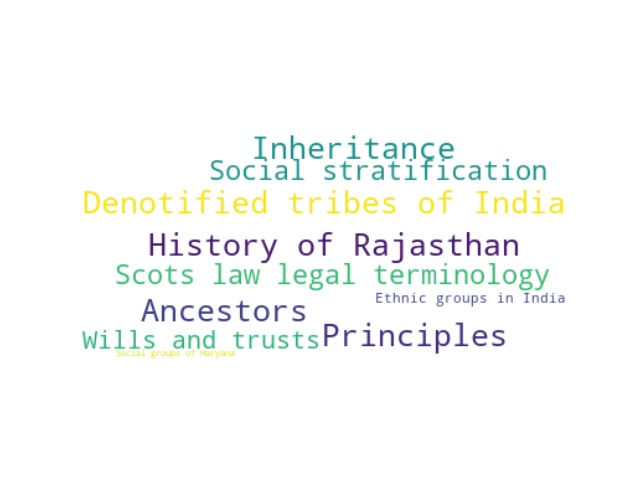 Inheritance
Social stratification
Denotified tribes of India
History of Rajasthan
Scots law legal terminology
Ethnic groups in India
Ancestors
Principles
Wills and trusts
Social groups of Haryana